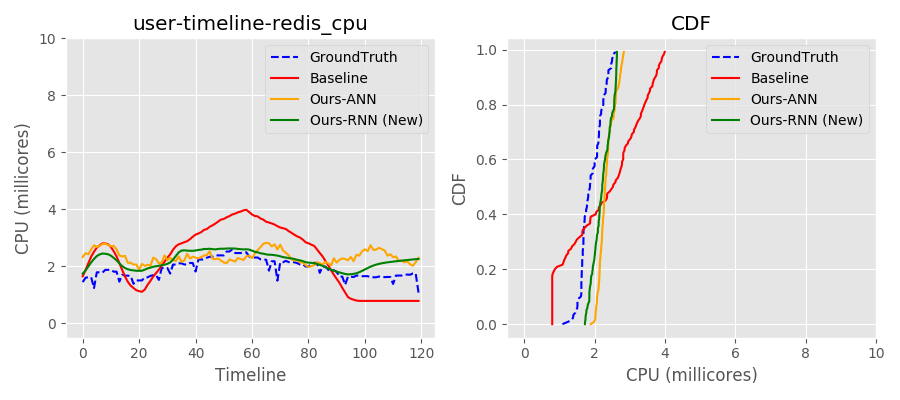 user-timeline-redis_cpu
CPU (millicores)
10
8
6
4
2
0
GroundTruth
Baseline
Ours-ANN
Ours-RNN (New)
0
20
40
60
80
100
120
Timeline
CDF
CDF
1.0
0.8
0.6
0.4
0.2
0.0
GroundTruth
Baseline
Ours-ANN
Ours-RNN (New)
0
2
4
6
8
10
CPU (millicores)